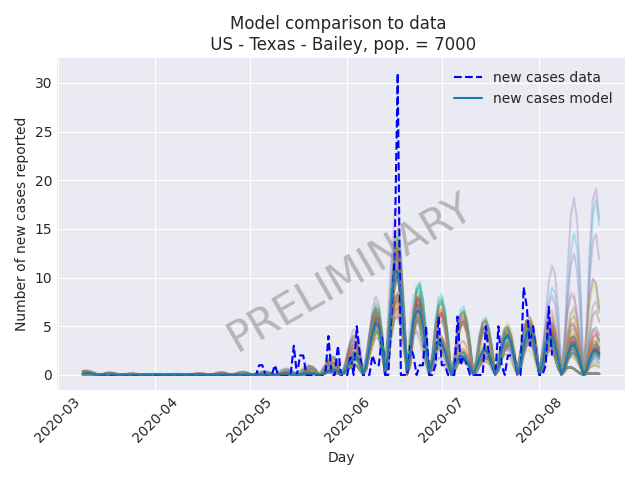 Model comparison to data
US - Texas - Bailey, pop. = 7000
Number of new cases reported
30
25
20
15
10
5
0
new cases data
new cases model
PRELIMINARY
2020-03
2020-04
2020-05
2020-06
2020-07
2020-08
Day